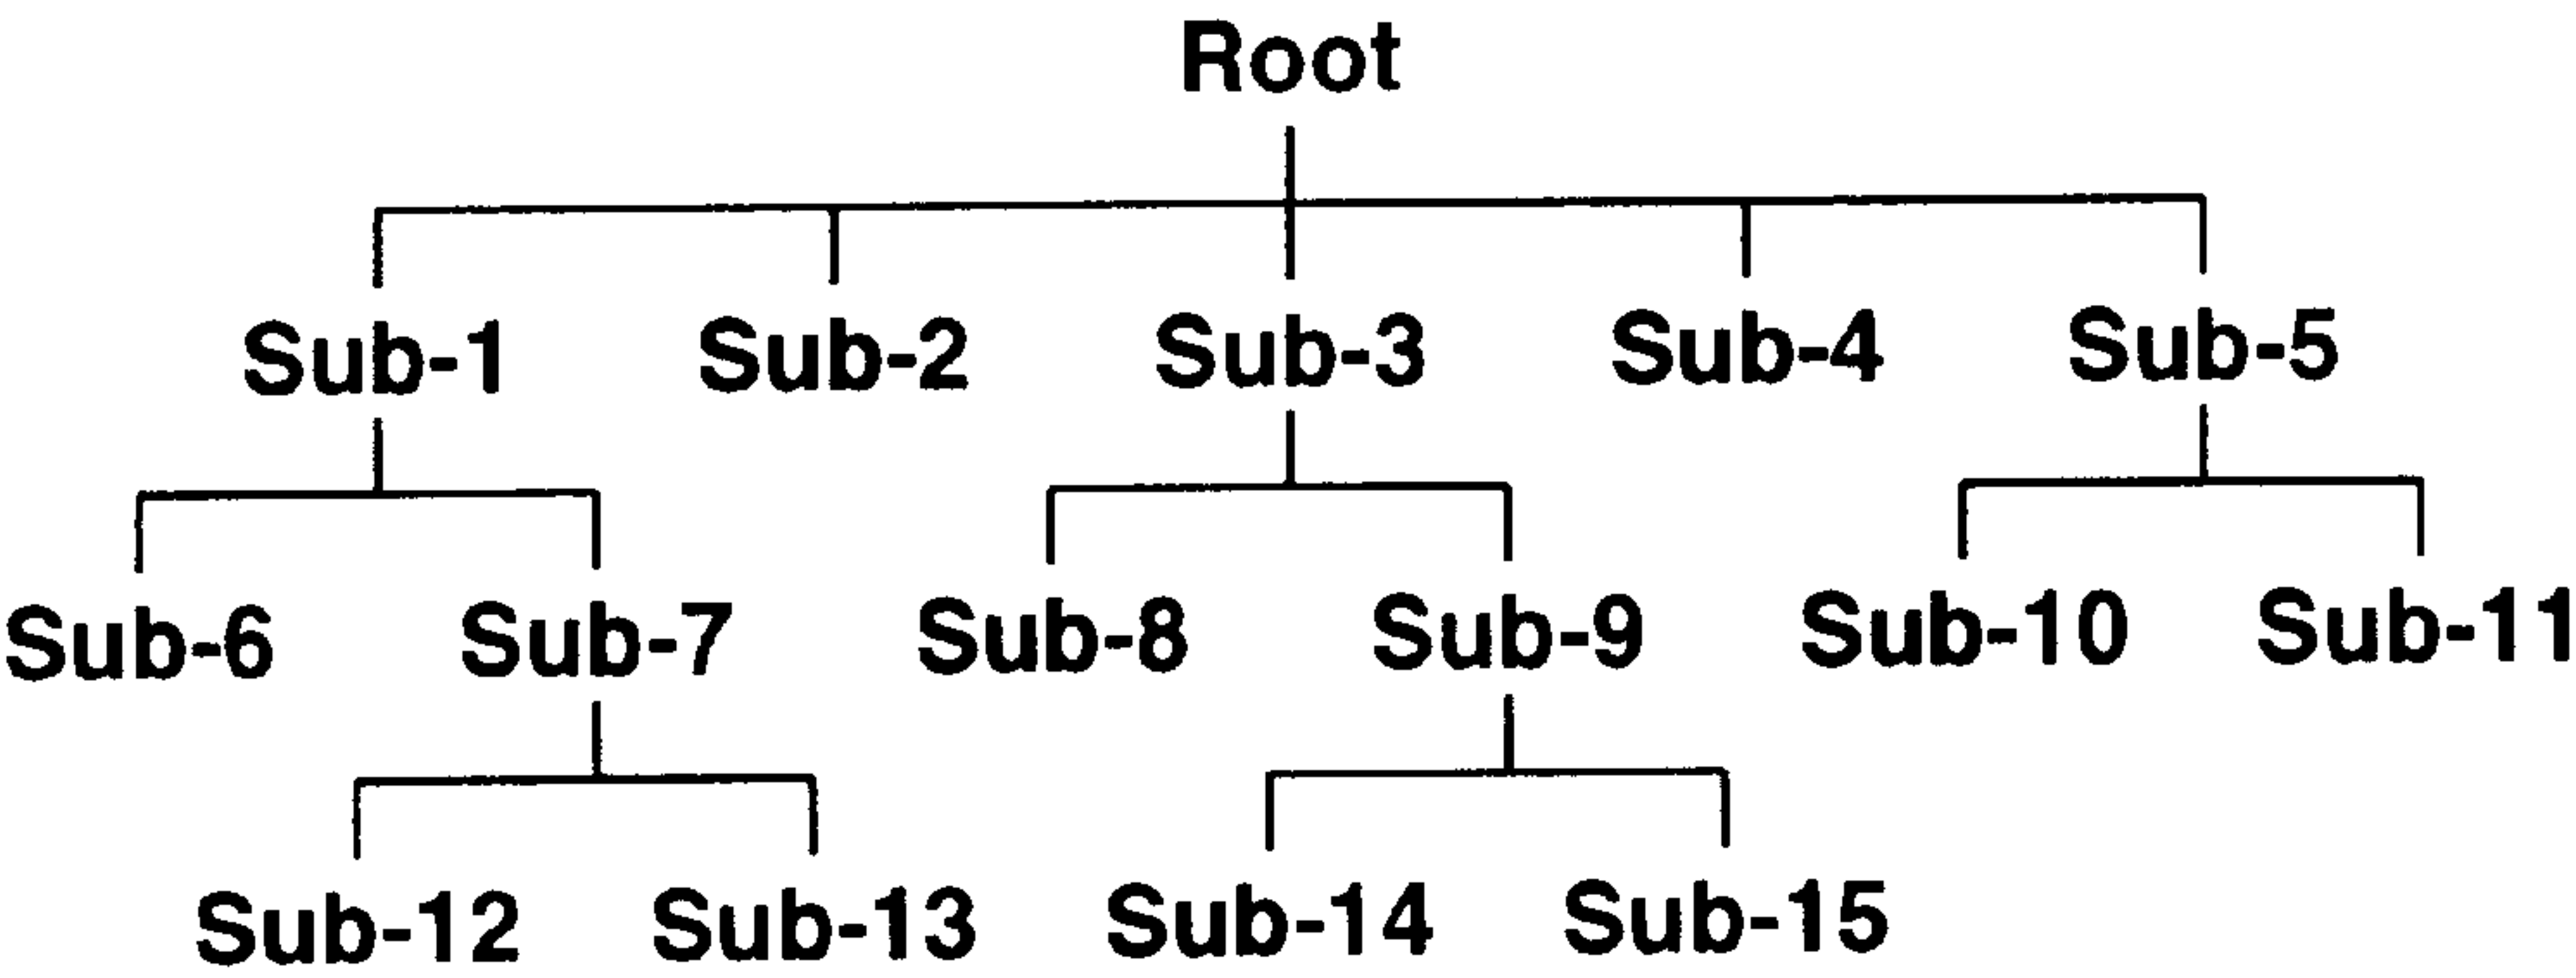 Root
Sub-1 Sub-2 Sub-3 Sub-4 Sub-5
Sub-6 Sub-7 Sub-8 Sub-9 Sub-10 Sub-11
Sub-12 Sub-13 Sub-14 Sub-15